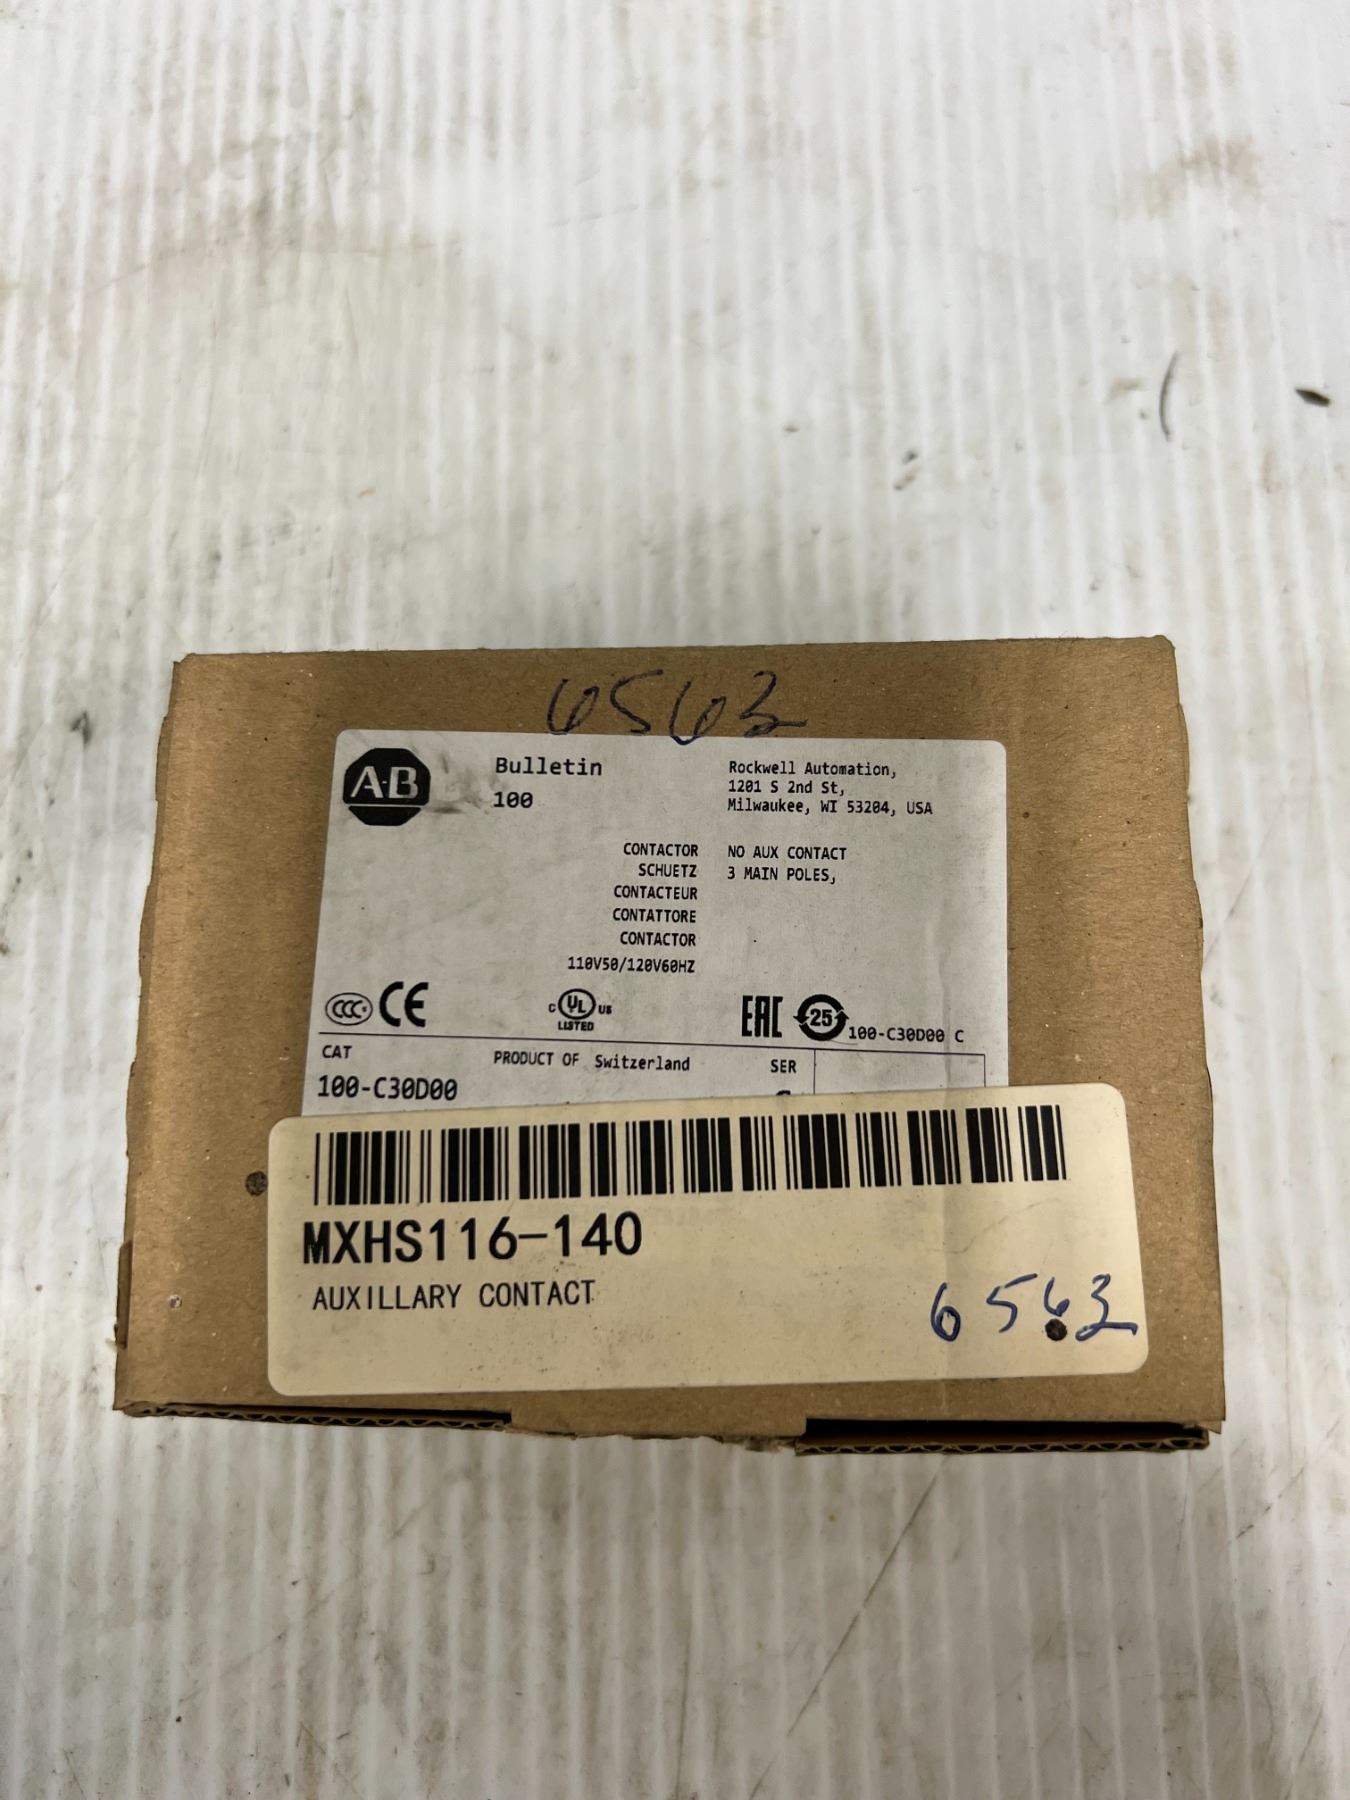 6563
A-B
Bulletin
100
Rockwell Automation,
1201 S 2nd St,
Milwaukee, WI 53204, USA
CONTACTOR
SCHUETZ
CONTACTEUR
CONTATTORE
CONTACTOR
110V50/120V60HZ
NO AUX CONTACT
3 MAIN POLES,
CCC CE
C UL US
LISTED
EAC 25 100-C30D00 C
CAT
100-C30D00
PRODUCT OF Switzerland
SER
MXHS116-140
AUXILLARY CONTACT
6563